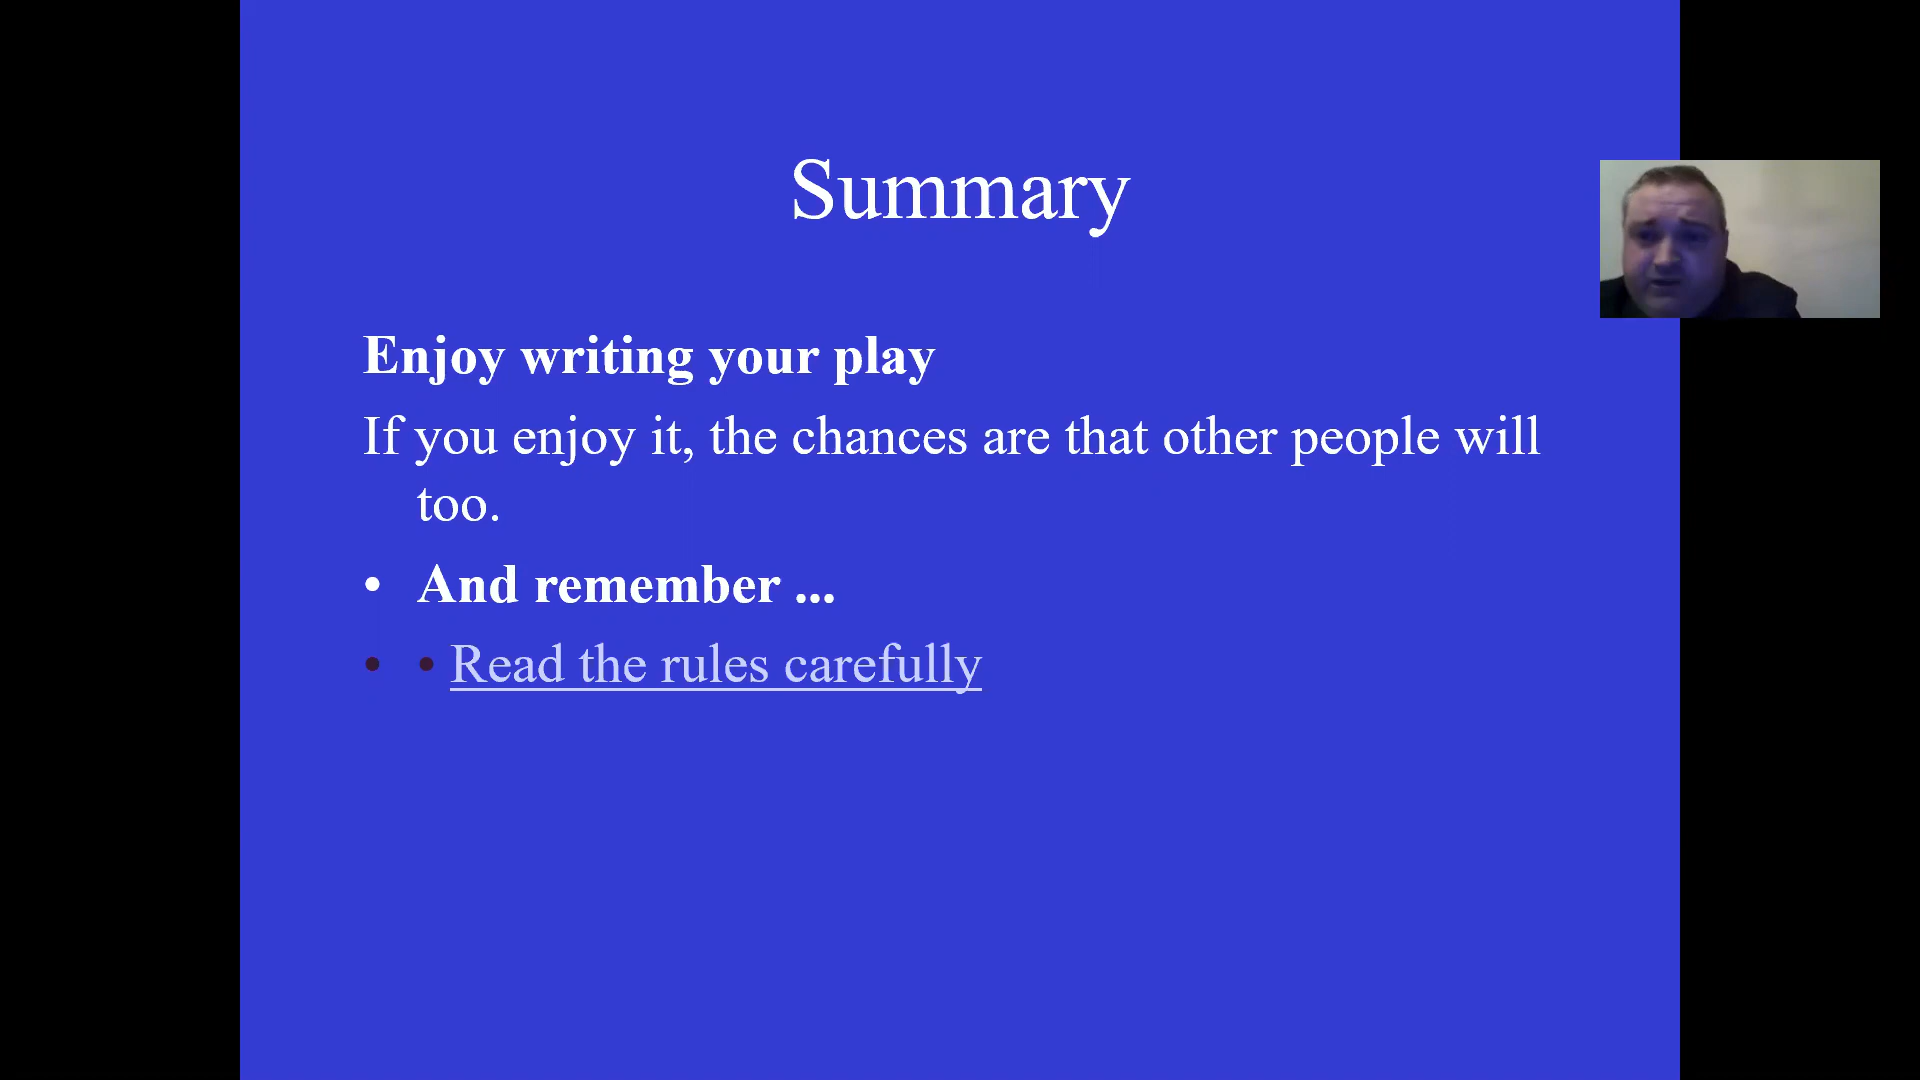 Summary
Enjoy writing your play
If you enjoy it, the chances are that other people will
too.
• And remember ...
• • Read the rules carefully